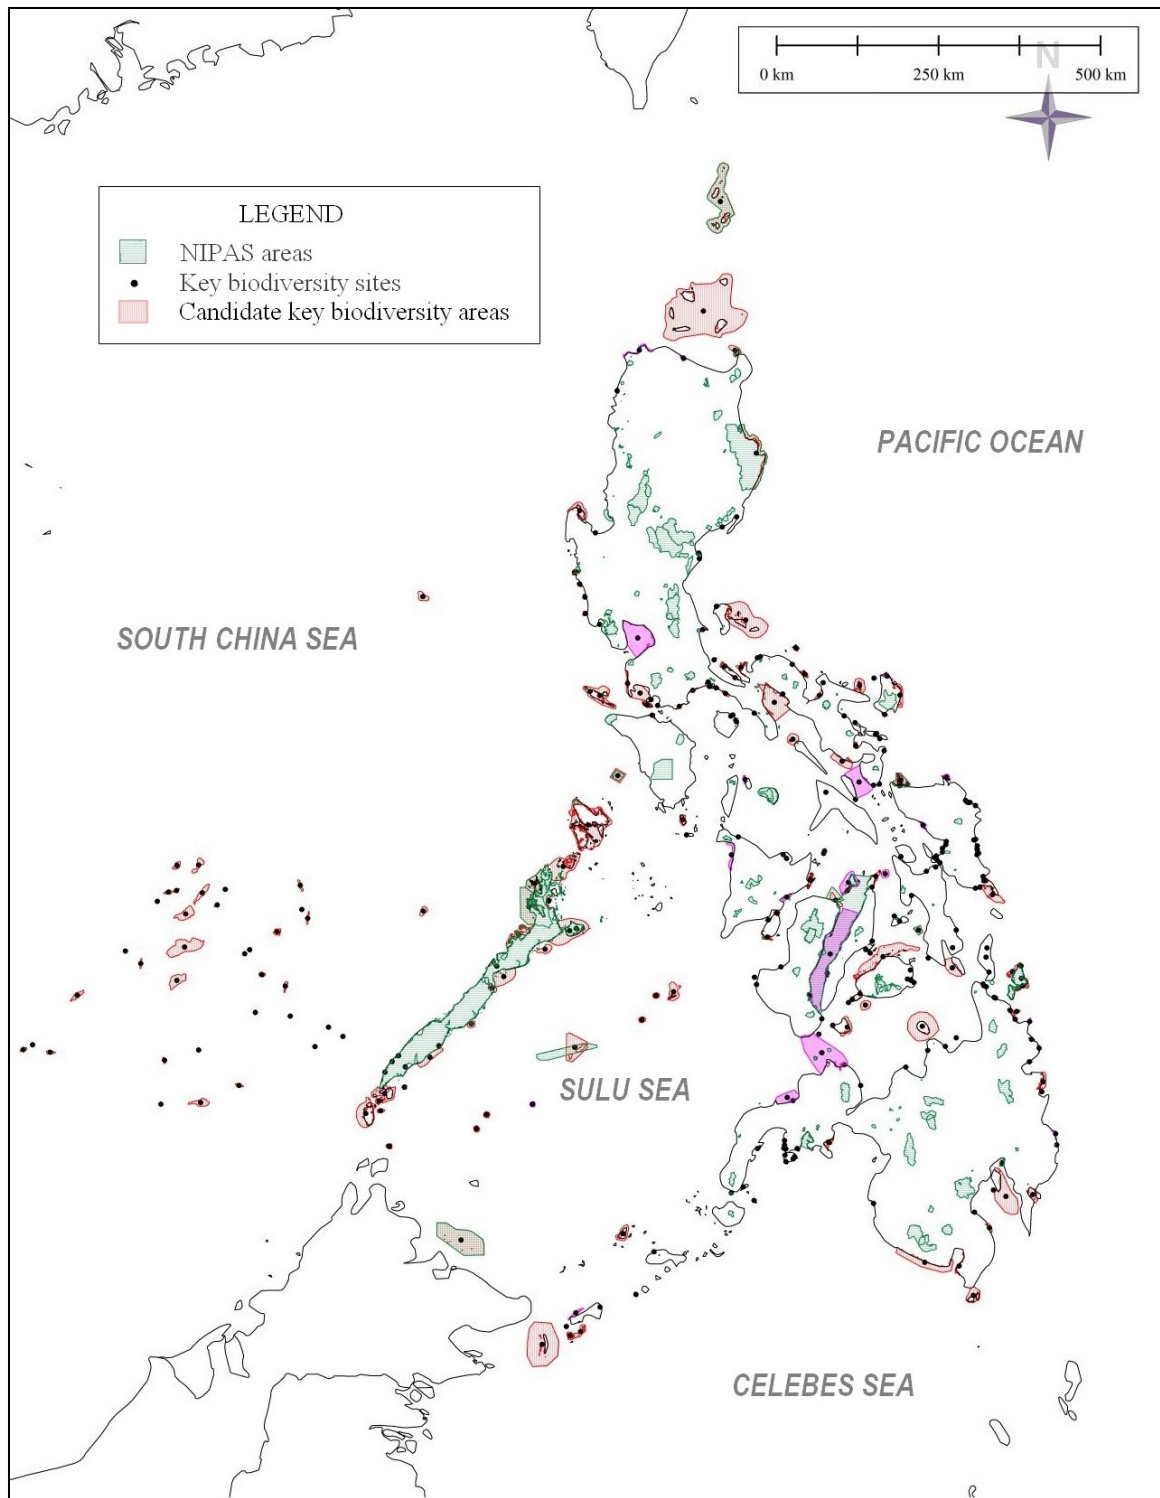 N
0 km 250 km 500 km
LEGEND
NIPAS areas
Key biodiversity sites
Candidate key biodiversity areas
PACIFIC OCEAN
SOUTH CHINA SEA
SULU SEA
CELEBES SEA